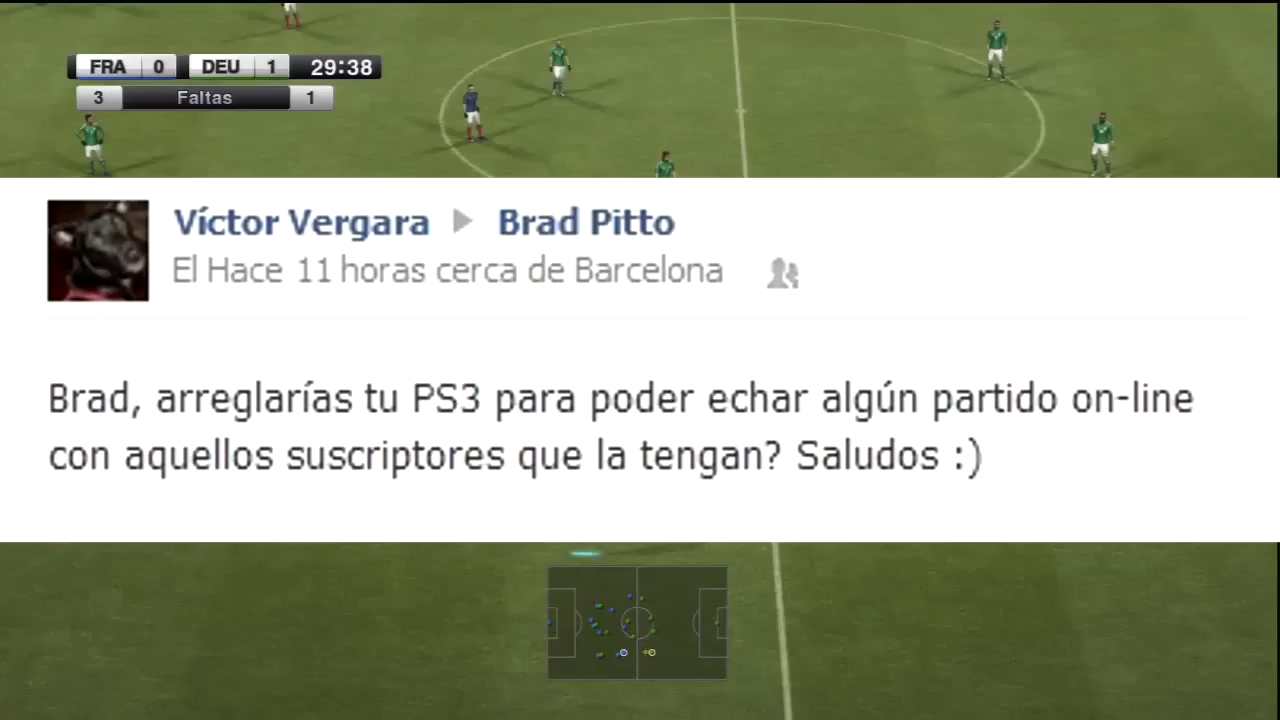 FRA 0 DEU 1 29:38
3 Faltas 1
Víctor Vergara Brad Pitto
El Hace 11 horas cerca de Barcelona
Brad, arreglarías tu PS3 para poder echar algún partido on-line
con aquellos suscriptores que la tengan? Saludos :)